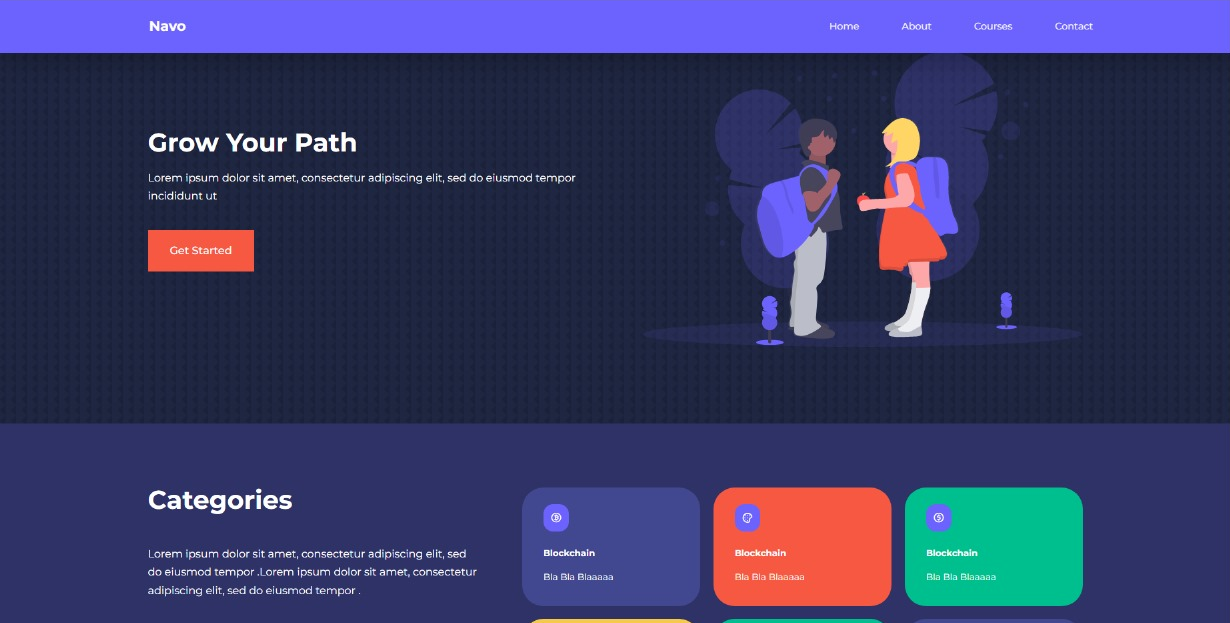 Navo
Home
About
Courses
Contact
Grow Your Path
Lorem ipsum dolor sit amet, consectetur adipiscing elit, sed do eiusmod tempor
incididunt ut
Get Started
Categories
Lorem ipsum dolor sit amet, consectetur adipiscing elit, sed
do eiusmod tempor .Lorem ipsum dolor sit amet, consectetur
adipiscing elit, sed do eiusmod tempor .
Blockchain
Bla Bla Blaaaaa
Blockchain
Bla Bla Blaaaaa
Blockchain
Bla Bla Blaaaaa